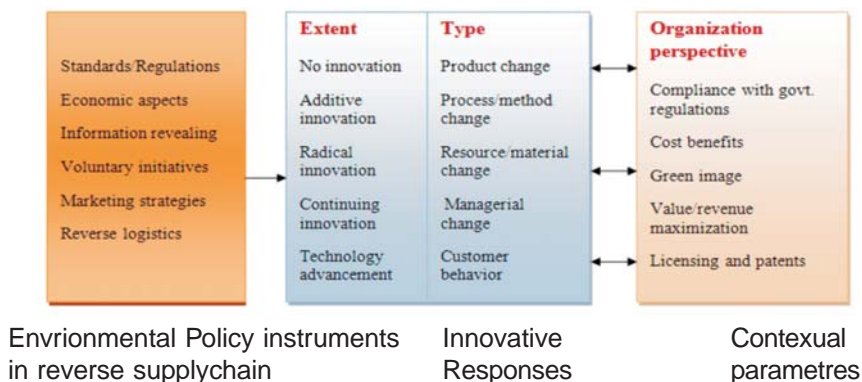 Standards/Regulations
Economic aspects
Information revealing
Voluntary initiatives
Marketing strategies
Reverse logistics
Extent
No innovation
Additive
innovation
Radical
innovation
Continuing
innovation
Technology
advancement
Type
Product change
Process/method
change
Resource/material
change
Managerial
change
Customer
behavior
Organization
perspective
Compliance with govt.
regulations
Cost benefits
Green image
Value/revenue
maximization
Licensing and patents
Envrionmental Policy instruments
in reverse supplychain
Innovative
Responses
Contexual
parametres